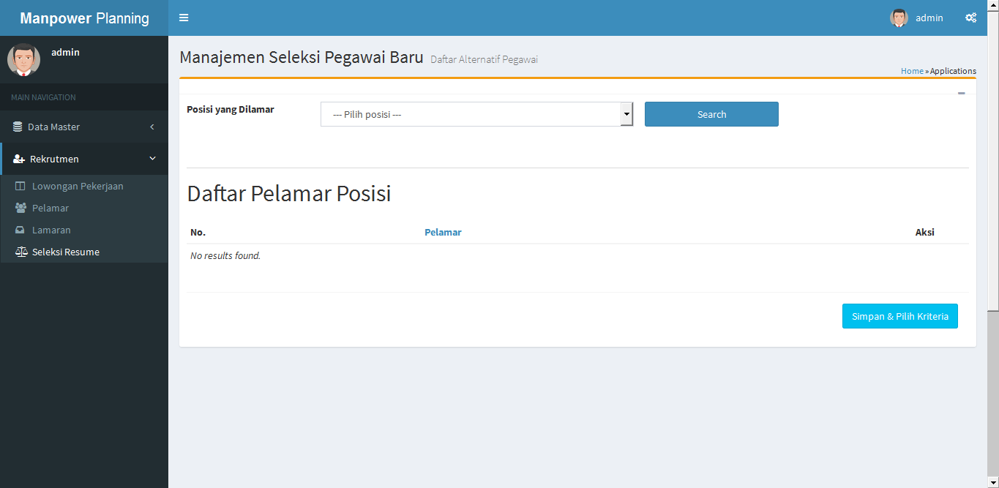 Manpower Planning
admin
admin
MAIN NAVIGATION
Data Master
Rekrutmen
Lowongan Pekerjaan
Pelamar
Lamaran
Seleksi Resume
Manajemen Seleksi Pegawai Baru Daftar Alternatif Pegawai
Home » Applications
Posisi yang Dilamar
--- Pilih posisi ---
Search
Daftar Pelamar Posisi
No. Pelamar Aksi
No results found.
Simpan & Pilih Kriteria